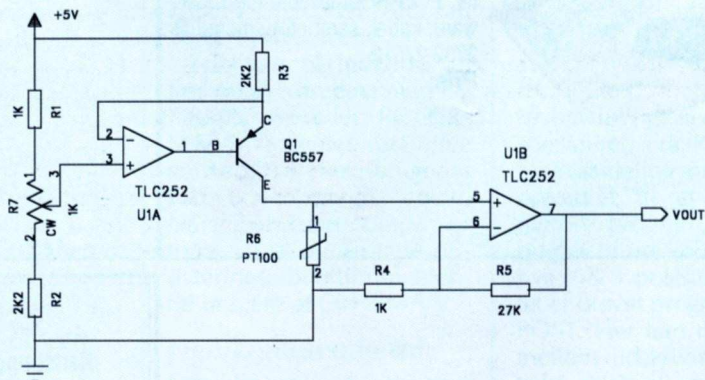 +5V
1K R1
2K2 R3
C
2 -
3 +
1
B
Q1
BC557
E
TLC252
U1A
1
3
R7
CW
1K
2
2K2 R2
R6
PT100
1
2
U1B
TLC252
5 +
6 -
7
VOUT
R4
1K
R5
27K